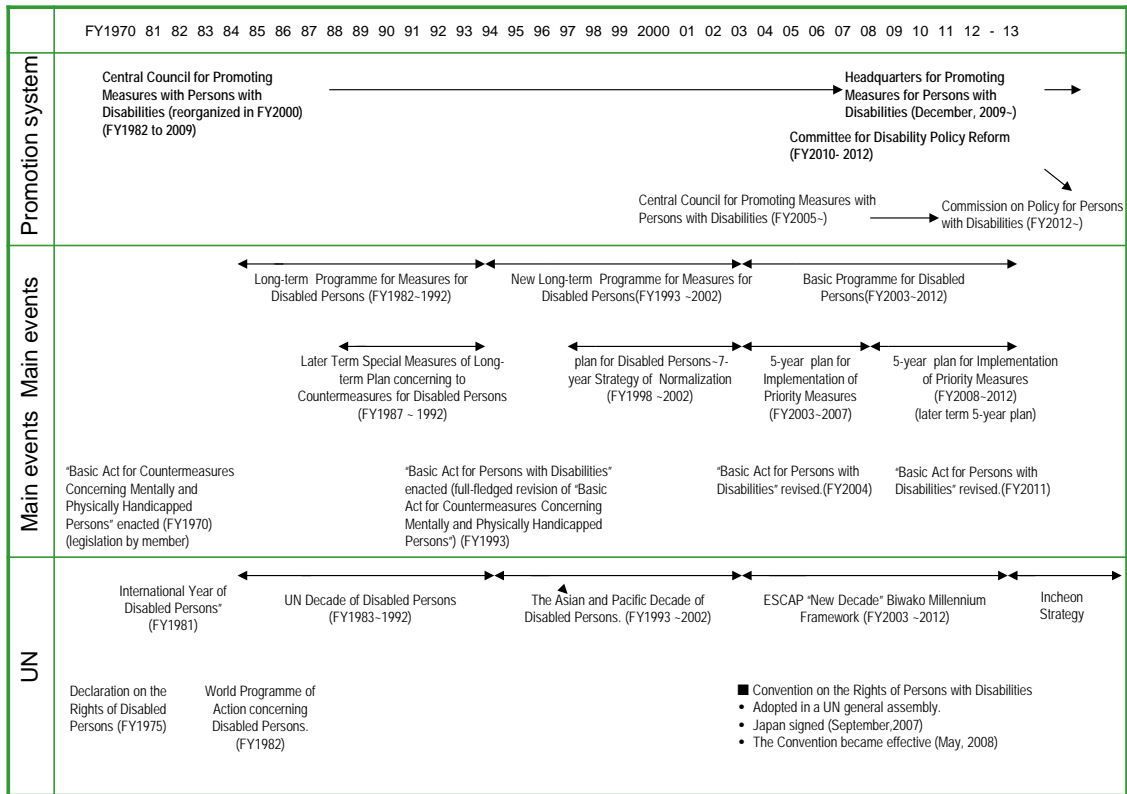 FY1970 81 82 83 84 85 87 88 89 90 91 92 93 94 95 96 97 98 99 2000 01 02 03 04 05 06 07 08 09 10 11 12 - 13
Promotion system
Central Council for Promoting
Measures with Persons with
Disabilities (reorganized in FY2000)
(FY1982 to 2009)
Headquarters for Promoting
Measures for Persons with
Disabilities (December, 2009~)
Committee for Disability Policy Reform
(FY2010- 2012)
Central Council for Promoting Measures with
Persons with Disabilities (FY2005~)
Commission on Policy for Persons
with Disabilities (FY2012~)
Main events Main events
Long-term Programme for Measures for
Disabled Persons (FY1982~1992)
New Long-term Programme for Measures for
Disabled Persons(FY1993 ~2002)
Basic Programme for Disabled
Persons(FY2003~2012)
Later Term Special Measures of Long-
term Plan concerning to
Countermeasures for Disabled Persons
(FY1987 ~ 1992)
plan for Disabled Persons~7-
year Strategy of Normalization
(FY1998 ~2002)
5-year plan for
Implementation of
Priority Measures
(FY2003~2007)
5-year plan for Implementation
of Priority Measures
(FY2008~2012)
(later term 5-year plan)
"Basic Act for Countermeasures
Concerning Mentally and
Physically Handicapped
Persons" enacted (FY1970)
(legislation by member)
"Basic Act for Persons with Disabilities"
enacted (full-fledged revision of "Basic
Act for Countermeasures Concerning
Mentally and Physically Handicapped
Persons") (FY1993)
"Basic Act for Persons with
Disabilities" revised.(FY2004)
"Basic Act for Persons with
Disabilities" revised.(FY2011)
UN
International Year of
Disabled Persons"
(FY1981)
UN Decade of Disabled Persons
(FY1983~1992)
The Asian and Pacific Decade of
Disabled Persons. (FY1993 ~2002)
ESCAP "New Decade" Biwako Millennium
Framework (FY2003 ~2012)
Incheon
Strategy
Declaration on the
Rights of Disabled
Persons (FY1975)
World Programme of
Action concerning
Disabled Persons.
(FY1982)
■ Convention on the Rights of Persons with Disabilities
• Adopted in a UN general assembly.
• Japan signed (September,2007)
• The Convention became effective (May, 2008)